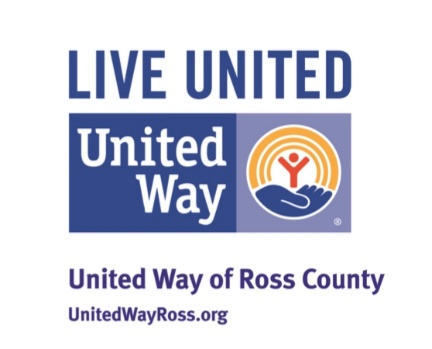 LIVE UNITED
United
Way
®
United Way of Ross County
UnitedWayRoss.org